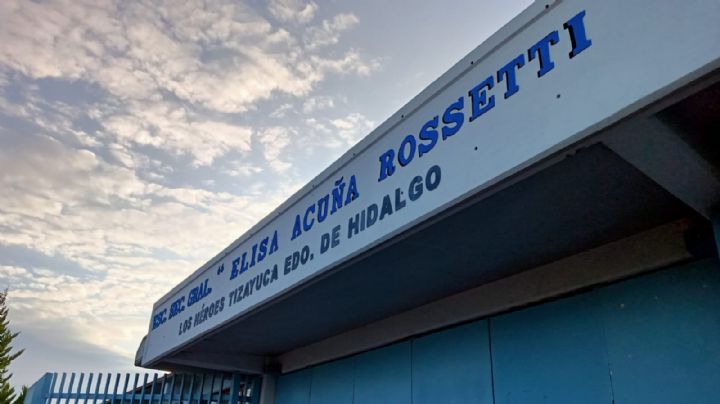 ESC. SEC. GRAL. " ELISA ACUÑA ROSSETTI
LOS HÉROES TIZAYUCA EDO. DE HIDALGO